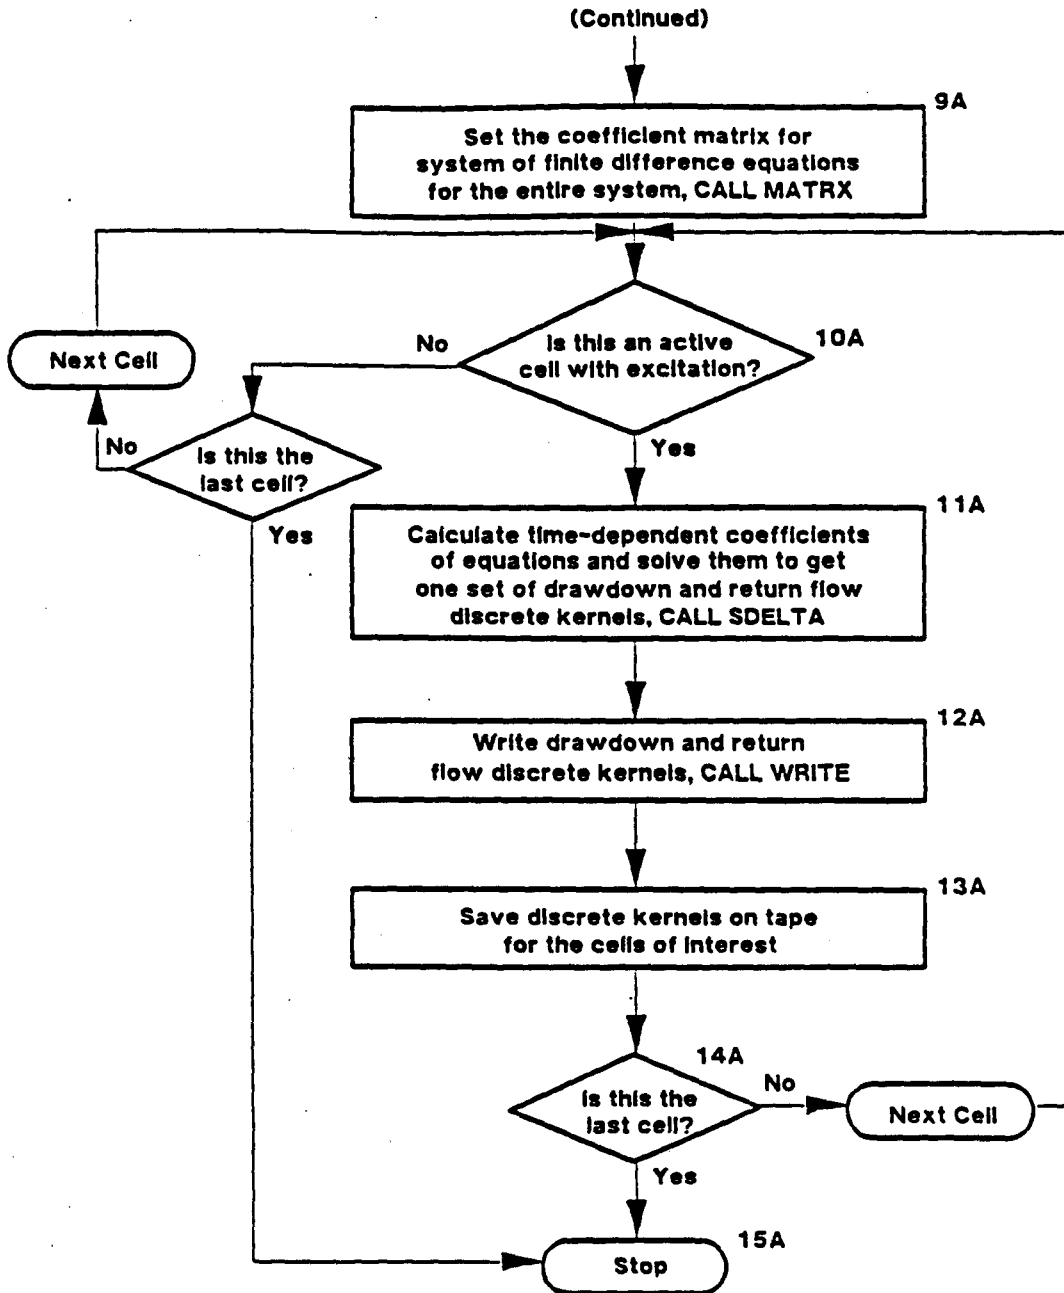 (Continued)
9A
Set the coefficient matrix for
system of finite difference equations
for the entire system, CALL MATRX
10A
Is this an active
cell with excitation?
No
Next Cell
No
Is this the
last cell?
Yes
Yes
11A
Calculate time-dependent coefficients
of equations and solve them to get
one set of drawdown and return flow
discrete kernels, CALL SDELTA
12A
Write drawdown and return
flow discrete kernels, CALL WRITE
13A
Save discrete kernels on tape
for the cells of interest
14A
Is this the
last cell?
No
Next Cell
Yes
15A
Stop